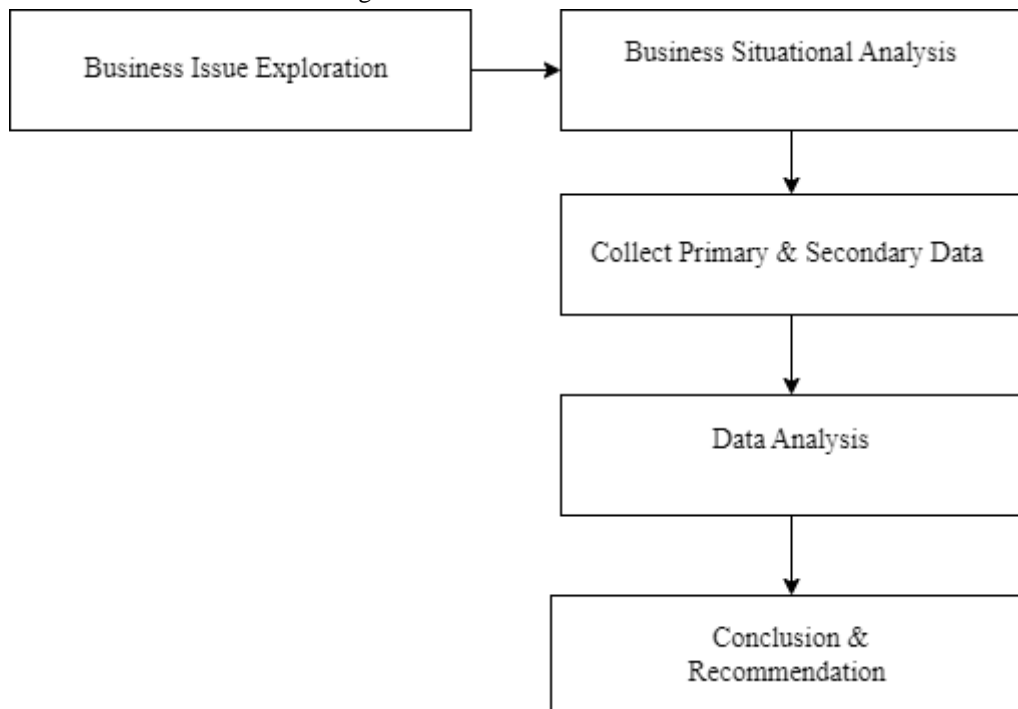 Business Issue Exploration
Business Situational Analysis
Collect Primary & Secondary Data
Data Analysis
Conclusion &
Recommendation